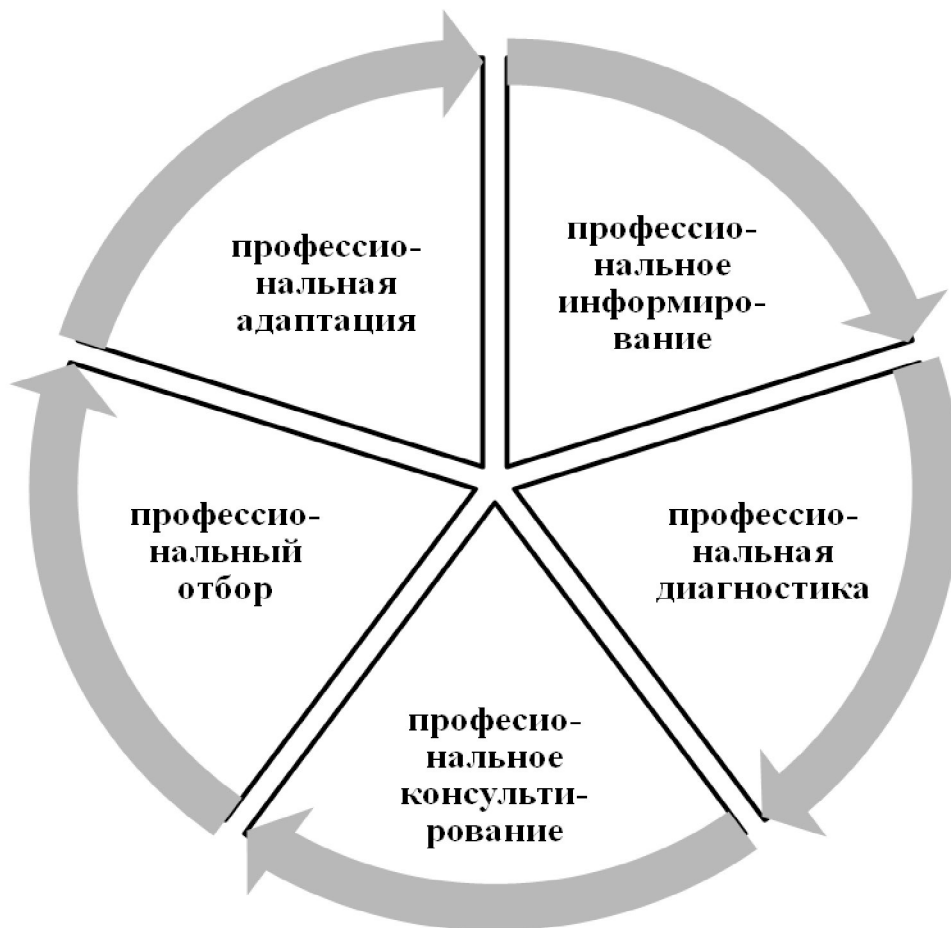 профессио-
нальная
адаптация
профессио-
нальное
информиро-
вание
профессио-
нальный
отбор
профессио-
нальная
диагностика
професио-
нальное
консульти-
рование